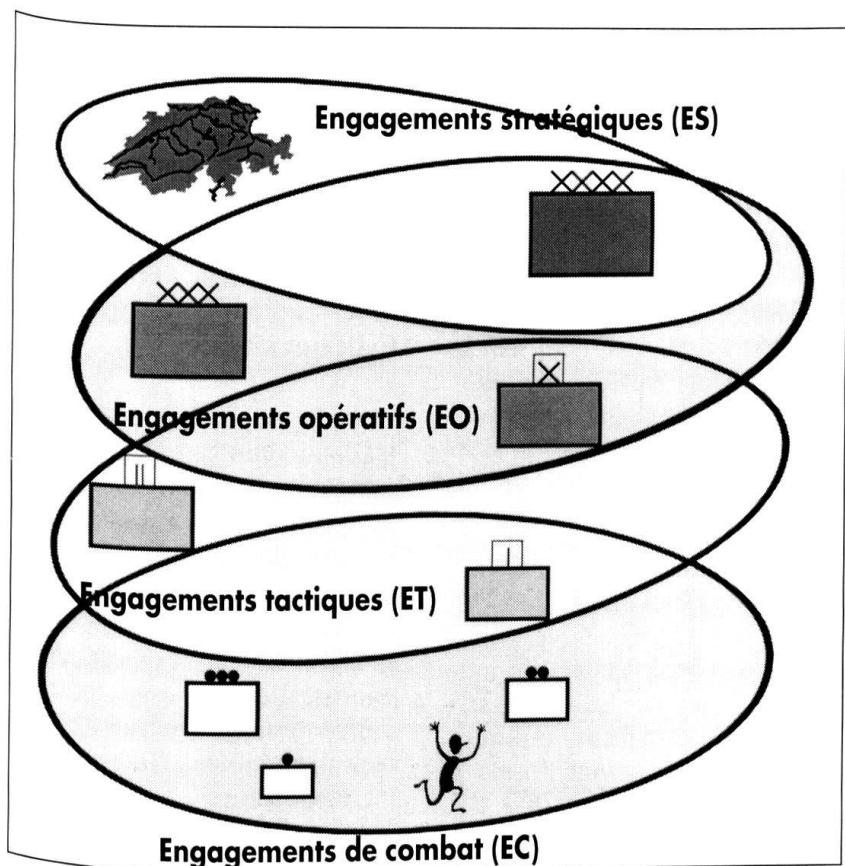 Engagements stratégiques (ES)
Engagements opératifs (EO)
Engagements tactiques (ET)
Engagements de combat (EC)